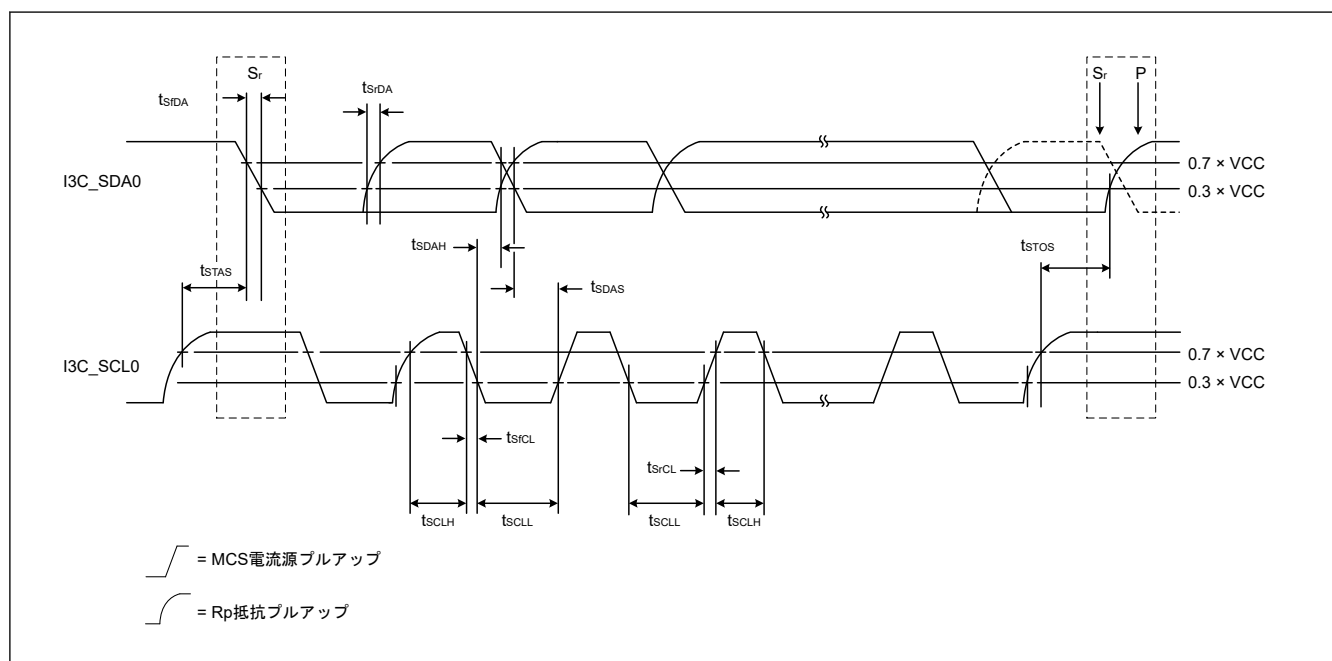 Sr
Sr P
tSfDA
tSrDA
I3C_SDA0
0.7 × VCC
0.3 × VCC
tSDAH
tSTOS
tSTAS
tSDAS
I3C_SCL0
0.7 × VCC
0.3 × VCC
tSfCL
tSrCL
tSCLH
tSCLL
tSCLL
tSCLH
= MCS電流源プルアップ
= Rp抵抗プルアップ